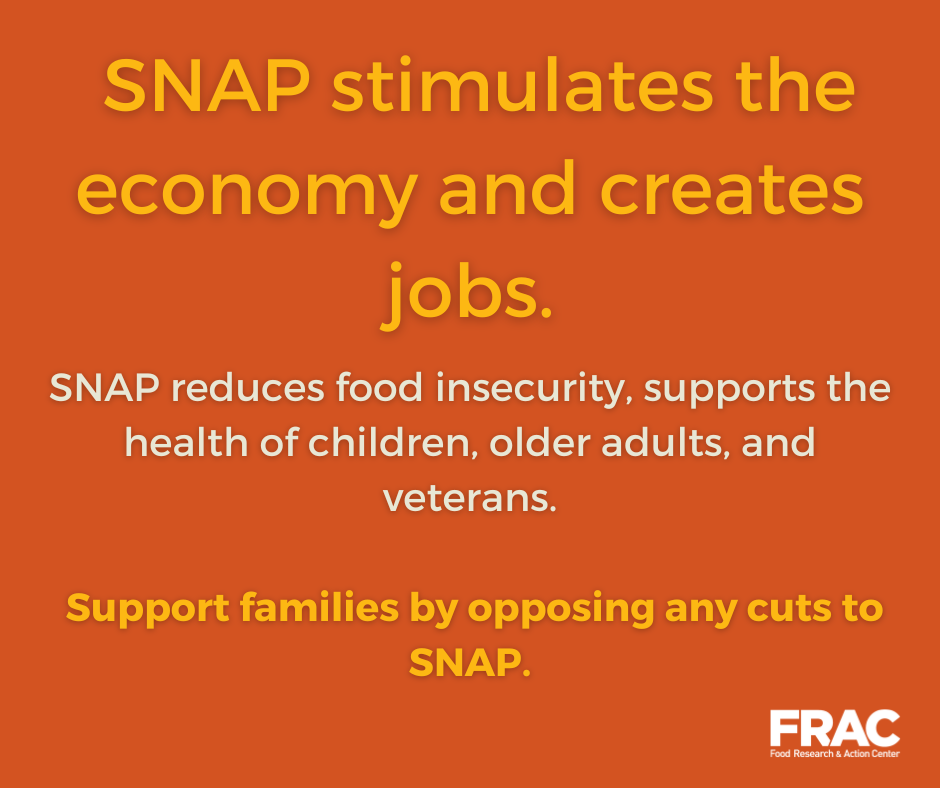 SNAP stimulates the
economy and creates
jobs.
SNAP reduces food insecurity, supports the
health of children, older adults, and
veterans.
Support families by opposing any cuts to
SNAP.
FRAC
Food Research & Action Center